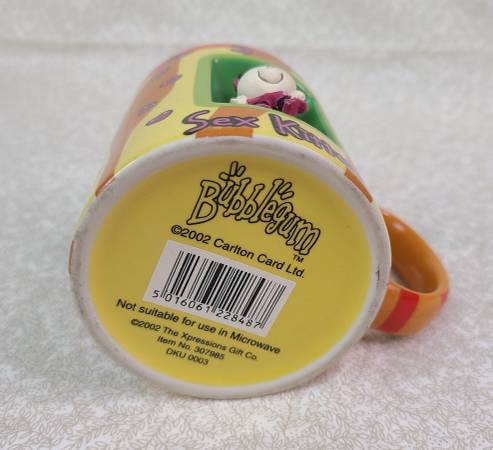 Sex
Bubblegum
TM
©2002 Carlton Card Ltd.
5 016061 228487
Not suitable for use in Microwave
©2002 The Xpressions Gift Co.
Item No. 307985
DKU 0003